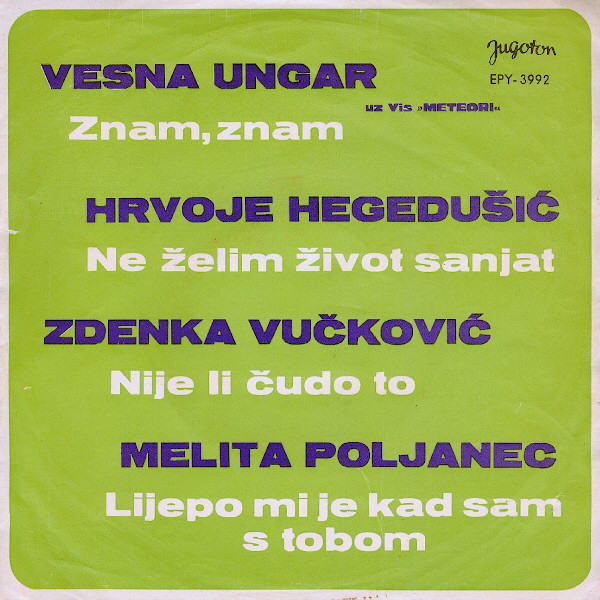 Jugoton
EPY-3992
VESNA UNGAR
uz Vis »METEORI«
Znam, znam
HRVOJE HEGEDUŠIĆ
Ne želim život sanjat
ZDENKA VUČKOVIĆ
Nije li čudo to
MELITA POLJANEC
Lijepo mi je kad sam
s tobom